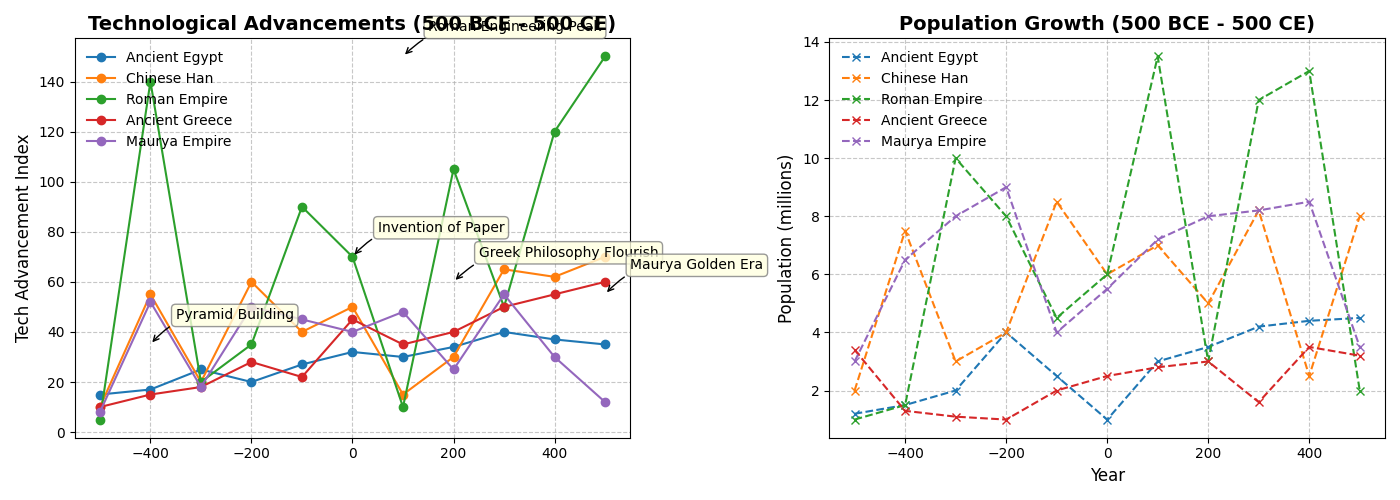 Technological Advancements (500 BCE - 500 CE)
Roman Engineering Peak
Tech Advancement Index
140
120
100
80
60
40
20
0
Ancient Egypt
Chinese Han
Roman Empire
Ancient Greece
Maurya Empire
Invention of Paper
Greek Philosophy Flourish
Maurya Golden Era
Pyramid Building
−400
−200
0
200
400
Population Growth (500 BCE - 500 CE)
Population (millions)
14
12
10
8
6
4
2
Ancient Egypt
Chinese Han
Roman Empire
Ancient Greece
Maurya Empire
−400
−200
0
200
400
Year